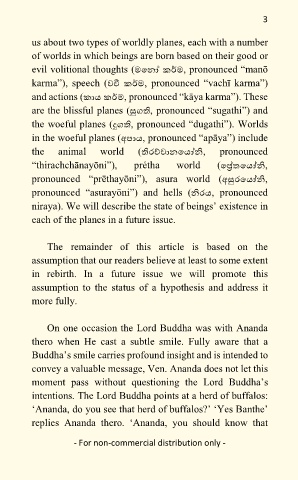 3
us about two types of worldly planes, each with a number
of worlds in which beings are born based on their good or
evil volitional thoughts (මනෝ කර්ම, pronounced “manō
karma”), speech (වචී කර්ම, pronounced “vachī karma”)
and actions (කාය කර්ම, pronounced “kāya karma”). These
are the blissful planes (සුගති, pronounced “sugathi”) and
the woeful planes (දුගති, pronounced “dugathi”). Worlds
in the woeful planes (අපාය, pronounced “apāya”) include
the animal world (තිරච්චානයෝනි, pronounced
“thirachchānayōni”), prētha world (ප්‍රේතයෝනි,
pronounced “prēthayōni”), asura world (අසුරයෝනි,
pronounced “asurayōni”) and hells (නිරය, pronounced
niraya). We will describe the state of beings’ existence in
each of the planes in a future issue.
The remainder of this article is based on the
assumption that our readers believe at least to some extent
in rebirth. In a future issue we will promote this
assumption to the status of a hypothesis and address it
more fully.
On one occasion the Lord Buddha was with Ananda
thero when He cast a subtle smile. Fully aware that a
Buddha’s smile carries profound insight and is intended to
convey a valuable message, Ven. Ananda does not let this
moment pass without questioning the Lord Buddha’s
intentions. The Lord Buddha points at a herd of buffalos:
‘Ananda, do you see that herd of buffalos?’ ‘Yes Banthe’
replies Ananda thero. ‘Ananda, you should know that
- For non-commercial distribution only -